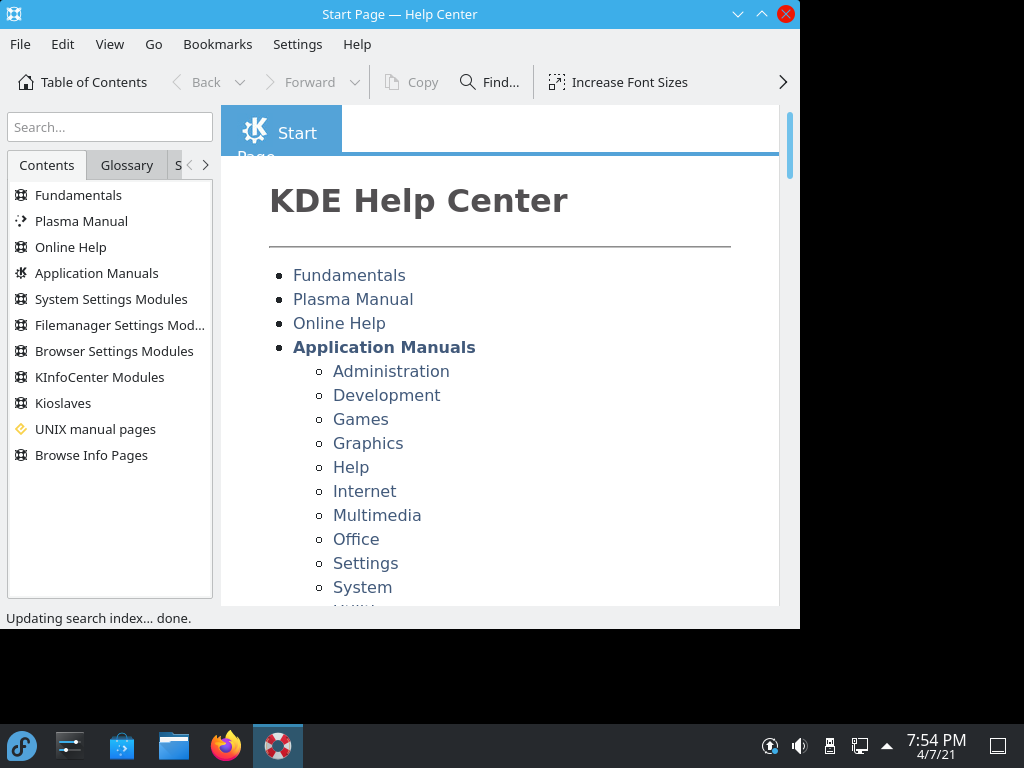 Start Page — Help Center
File Edit View Go Bookmarks Settings Help
Table of Contents Back Forward Copy Find... Increase Font Sizes
Search...
Contents Glossary S
Fundamentals
Plasma Manual
Online Help
Application Manuals
System Settings Modules
Filemanager Settings Mod...
Browser Settings Modules
KInfoCenter Modules
Kioslaves
UNIX manual pages
Browse Info Pages
Start
Page
KDE Help Center
Fundamentals
Plasma Manual
Online Help
Application Manuals
Administration
Development
Games
Graphics
Help
Internet
Multimedia
Office
Settings
System
Updating search index... done.
7:54 PM
4/7/21